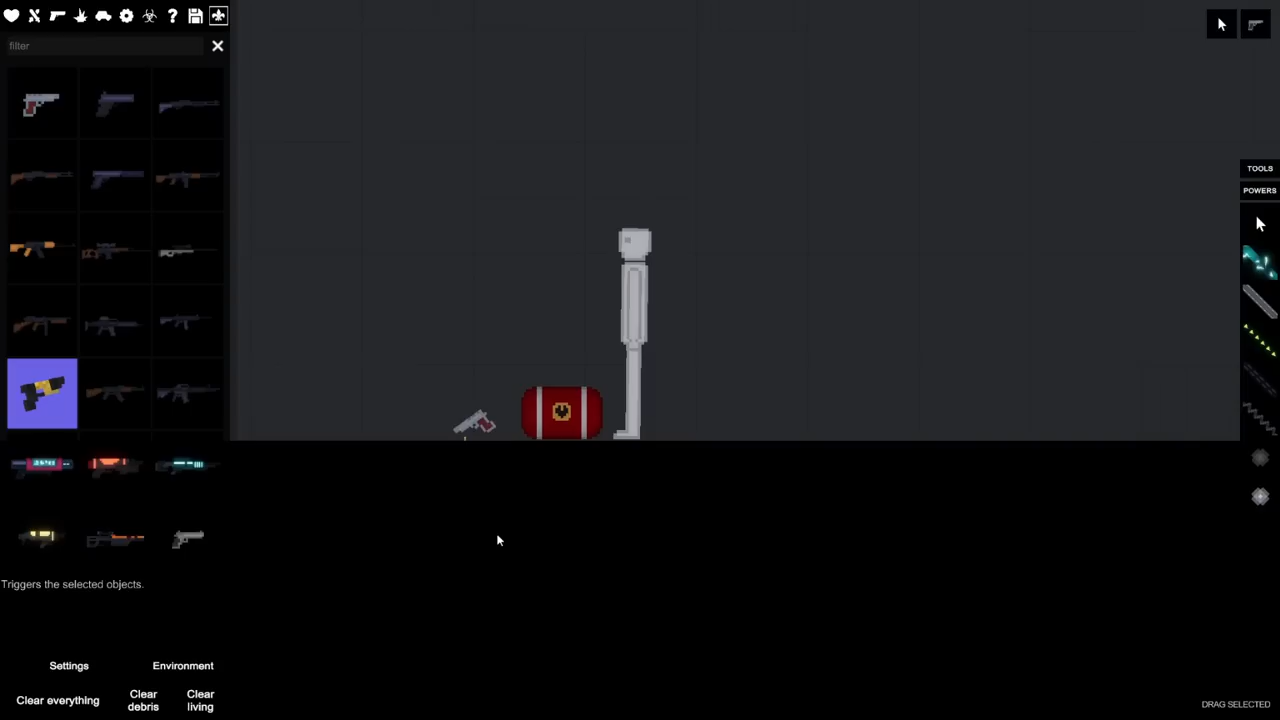 filter
TOOLS
POWERS
Triggers the selected objects.
Settings
Environment
Clear everything
Clear debris
Clear living
DRAG SELECTED